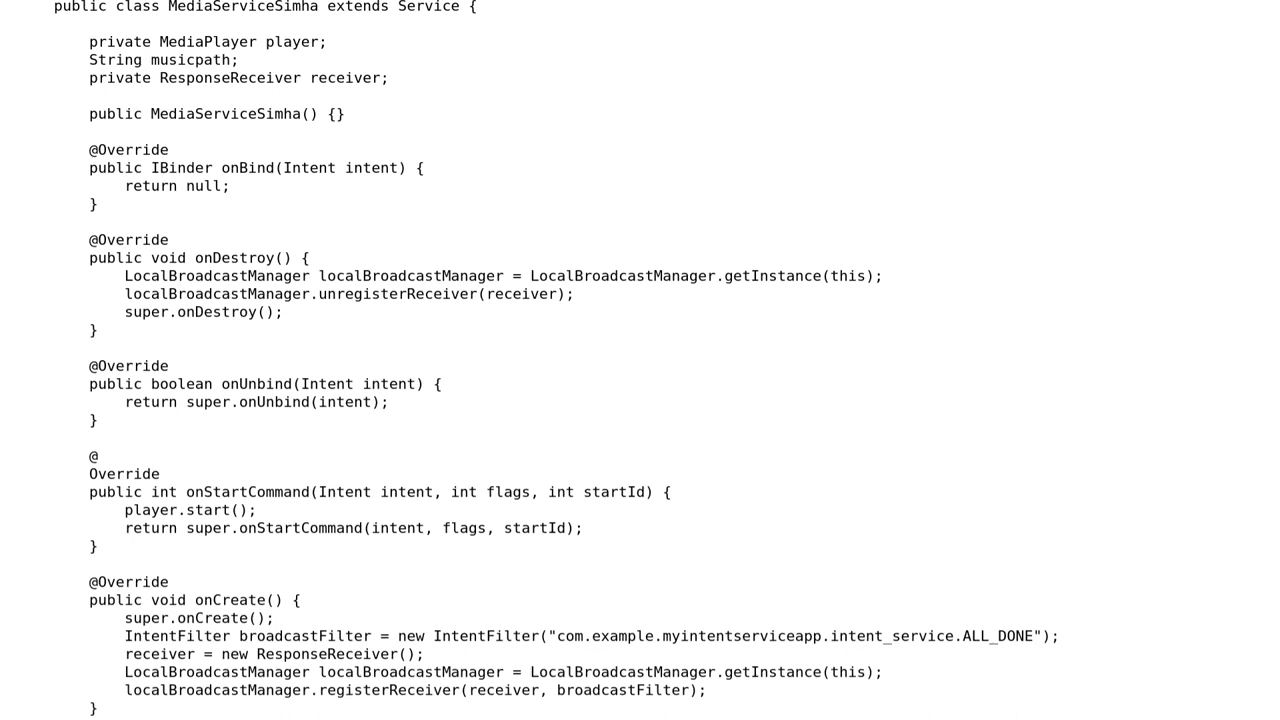 public class MediaServiceSimha extends Service {
private MediaPlayer player;
String musicpath;
private ResponseReceiver receiver;
public MediaServiceSimha() {}
@Override
public IBinder onBind(Intent intent) {
return null;
}
@Override
public void onDestroy() {
LocalBroadcastManager localBroadcastManager = LocalBroadcastManager.getInstance(this);
localBroadcastManager.unregisterReceiver(receiver);
super.onDestroy();
}
@Override
public boolean onUnbind(Intent intent) {
return super.onUnbind(intent);
}
@
Override
public int onStartCommand(Intent intent, int flags, int startId) {
player.start();
return super.onStartCommand(intent, flags, startId);
}
@Override
public void onCreate() {
super.onCreate();
IntentFilter broadcastFilter = new IntentFilter("com.example.myintentserviceapp.intent_service.ALL_DONE");
receiver = new ResponseReceiver();
LocalBroadcastManager localBroadcastManager = LocalBroadcastManager.getInstance(this);
localBroadcastManager.registerReceiver(receiver, broadcastFilter);
}